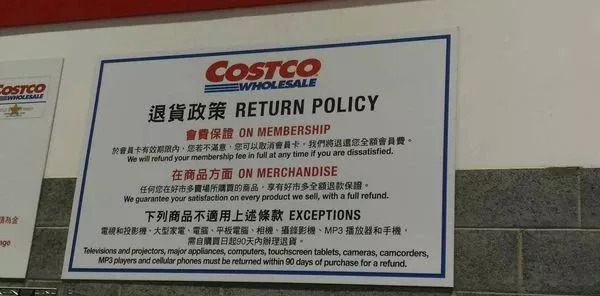 COSTCO
WHOLESALE
退貨政策 RETURN POLICY
會費保證 ON MEMBERSHIP
於會員卡有效期限內，您若不滿意，您可以取消會員卡，我們將退還您全額會員費。
We will refund your membership fee in full at any time if you are dissatisfied.
在商品方面 ON MERCHANDISE
任何您在好市多賣場所購買的商品，享有好市多全額退款保證。
We guarantee your satisfaction on every product we sell, with a full refund.
下列商品不適用上述條款 EXCEPTIONS
電視和投影機、大型家電、電腦、平板電腦、相機、攝錄影機、MP3 播放器和手機，
需自購買日起90天內辦理退貨。
Televisions and projectors, major appliances, computers, touchscreen tablets, cameras, camcorders,
MP3 players and cellular phones must be returned within 90 days of purchase for a refund.
COSTCO
WHOLESALE